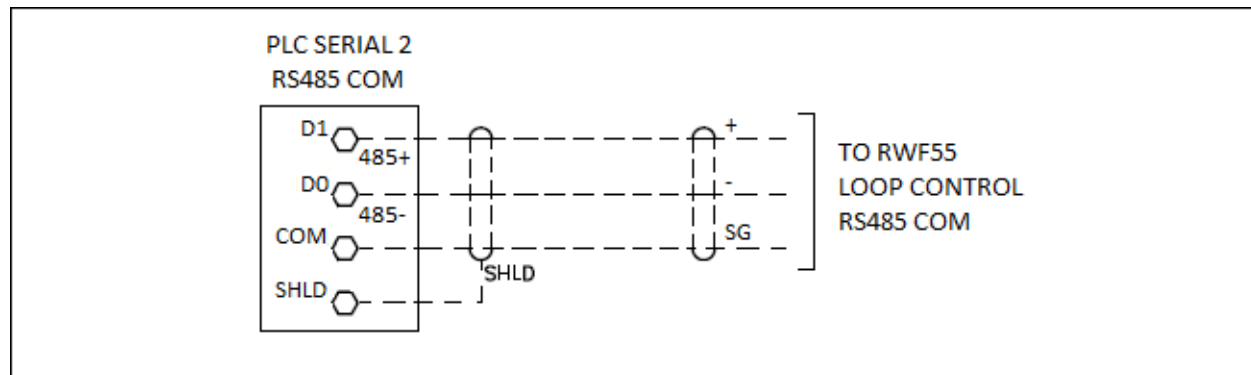 PLC SERIAL 2
RS485 COM
D1
485+
D0
485-
COM
SHLD
SHLD
+
-
SG
TO RWF55
LOOP CONTROL
RS485 COM